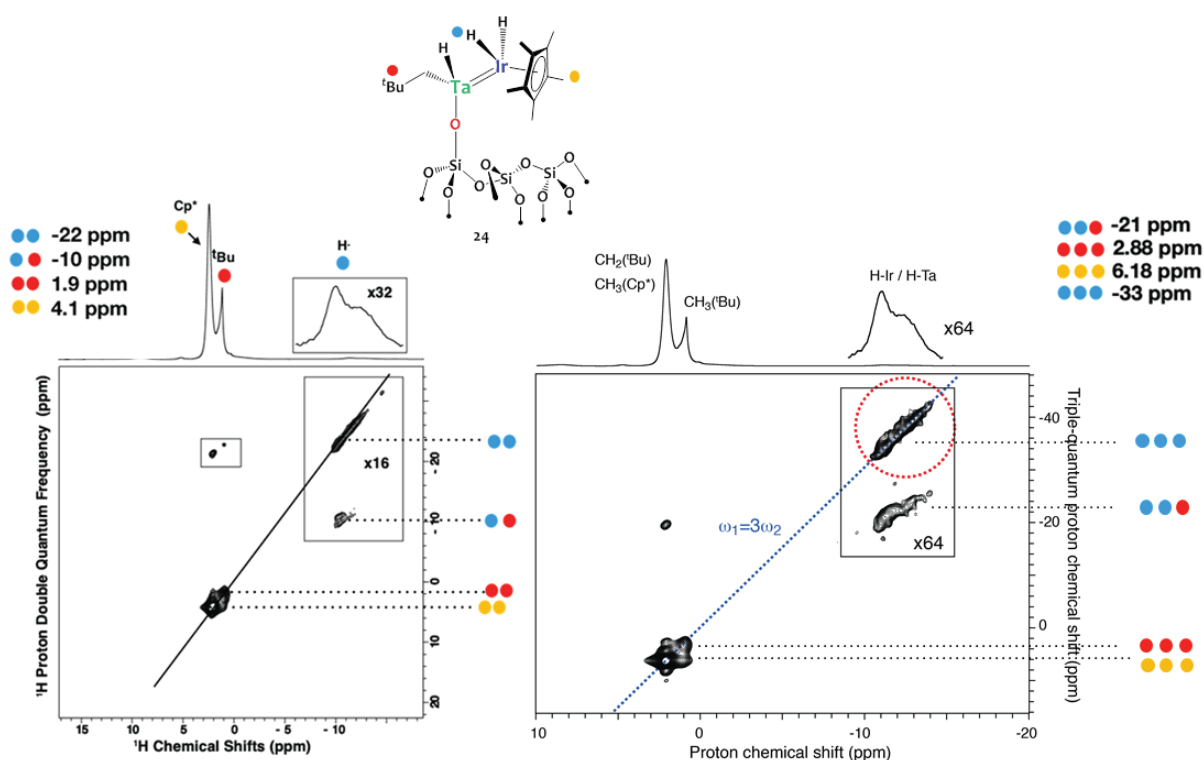 H
H
H
Ir
tBu
Ta
O
Si
Si
Si
O
O
O
O
O
O
O
O
O
24
Cp*
tBu
H-
x32
-22 ppm
-10 ppm
1.9 ppm
4.1 ppm
x16
*
¹H Proton Double Quantum Frequency (ppm)
- 20
- 10
0
10
20
15
5
0
- 10
¹H Chemical Shifts (ppm)
CH₂(ᵗBu)
CH₃(Cp*)
CH₃(ᵗBu)
H-Ir / H-Ta
x64
-21 ppm
2.88 ppm
6.18 ppm
-33 ppm
ω₁=3ω₂
x64
Triple-quantum proton chemical shift (ppm)
-40
-20
0
10
0
-10
-20
Proton chemical shift (ppm)